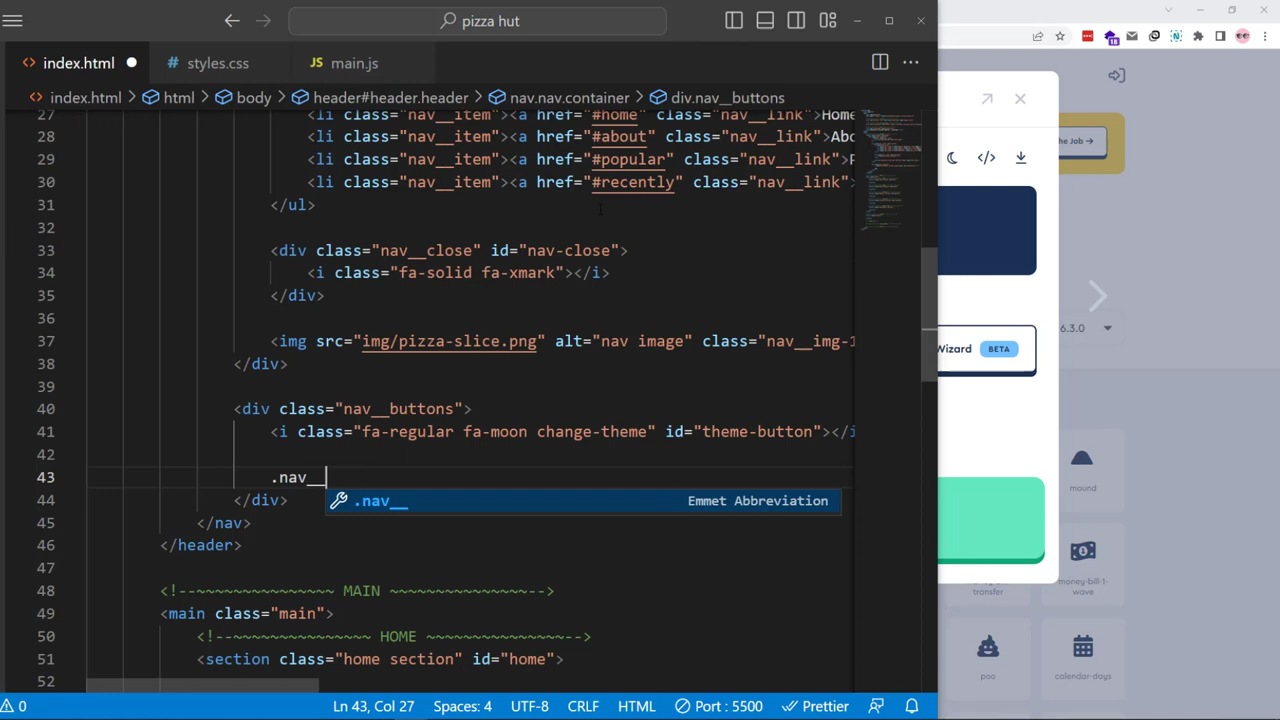 pizza hut
index.html
styles.css
JS main.js
index.html > html > body > header#header.header > nav.nav.container > div.nav__buttons
27 <li class="nav__item"><a href="#home" class="nav__link">Home
28 <li class="nav__item"><a href="#about" class="nav__link">Abo
29 <li class="nav__item"><a href="#popular" class="nav__link">P
30 <li class="nav__item"><a href="#recently" class="nav__link">
31 </ul>
32
33 <div class="nav__close" id="nav-close">
34 <i class="fa-solid fa-xmark"></i>
35 </div>
36
37 <img src="img/pizza-slice.png" alt="nav image" class="nav__img-1
38 </div>
39
40 <div class="nav__buttons">
41 <i class="fa-regular fa-moon change-theme" id="theme-button"></i
42
43 .nav__
.nav__ Emmet Abbreviation
44 </div>
45 </nav>
46 </header>
47
48 <!--~~~~~~~~~~~~~~~ MAIN ~~~~~~~~~~~~~~~-->
49 <main class="main">
50 <!--~~~~~~~~~~~~~~~ HOME ~~~~~~~~~~~~~~~-->
51 <section class="home section" id="home">
52
0 Ln 43, Col 27 Spaces: 4 UTF-8 CRLF HTML Port : 5500 Prettier
18
he Job →
6.3.0
Wizard BETA
mound
money-bill-1-
wave
transfer
poo
calendar-days